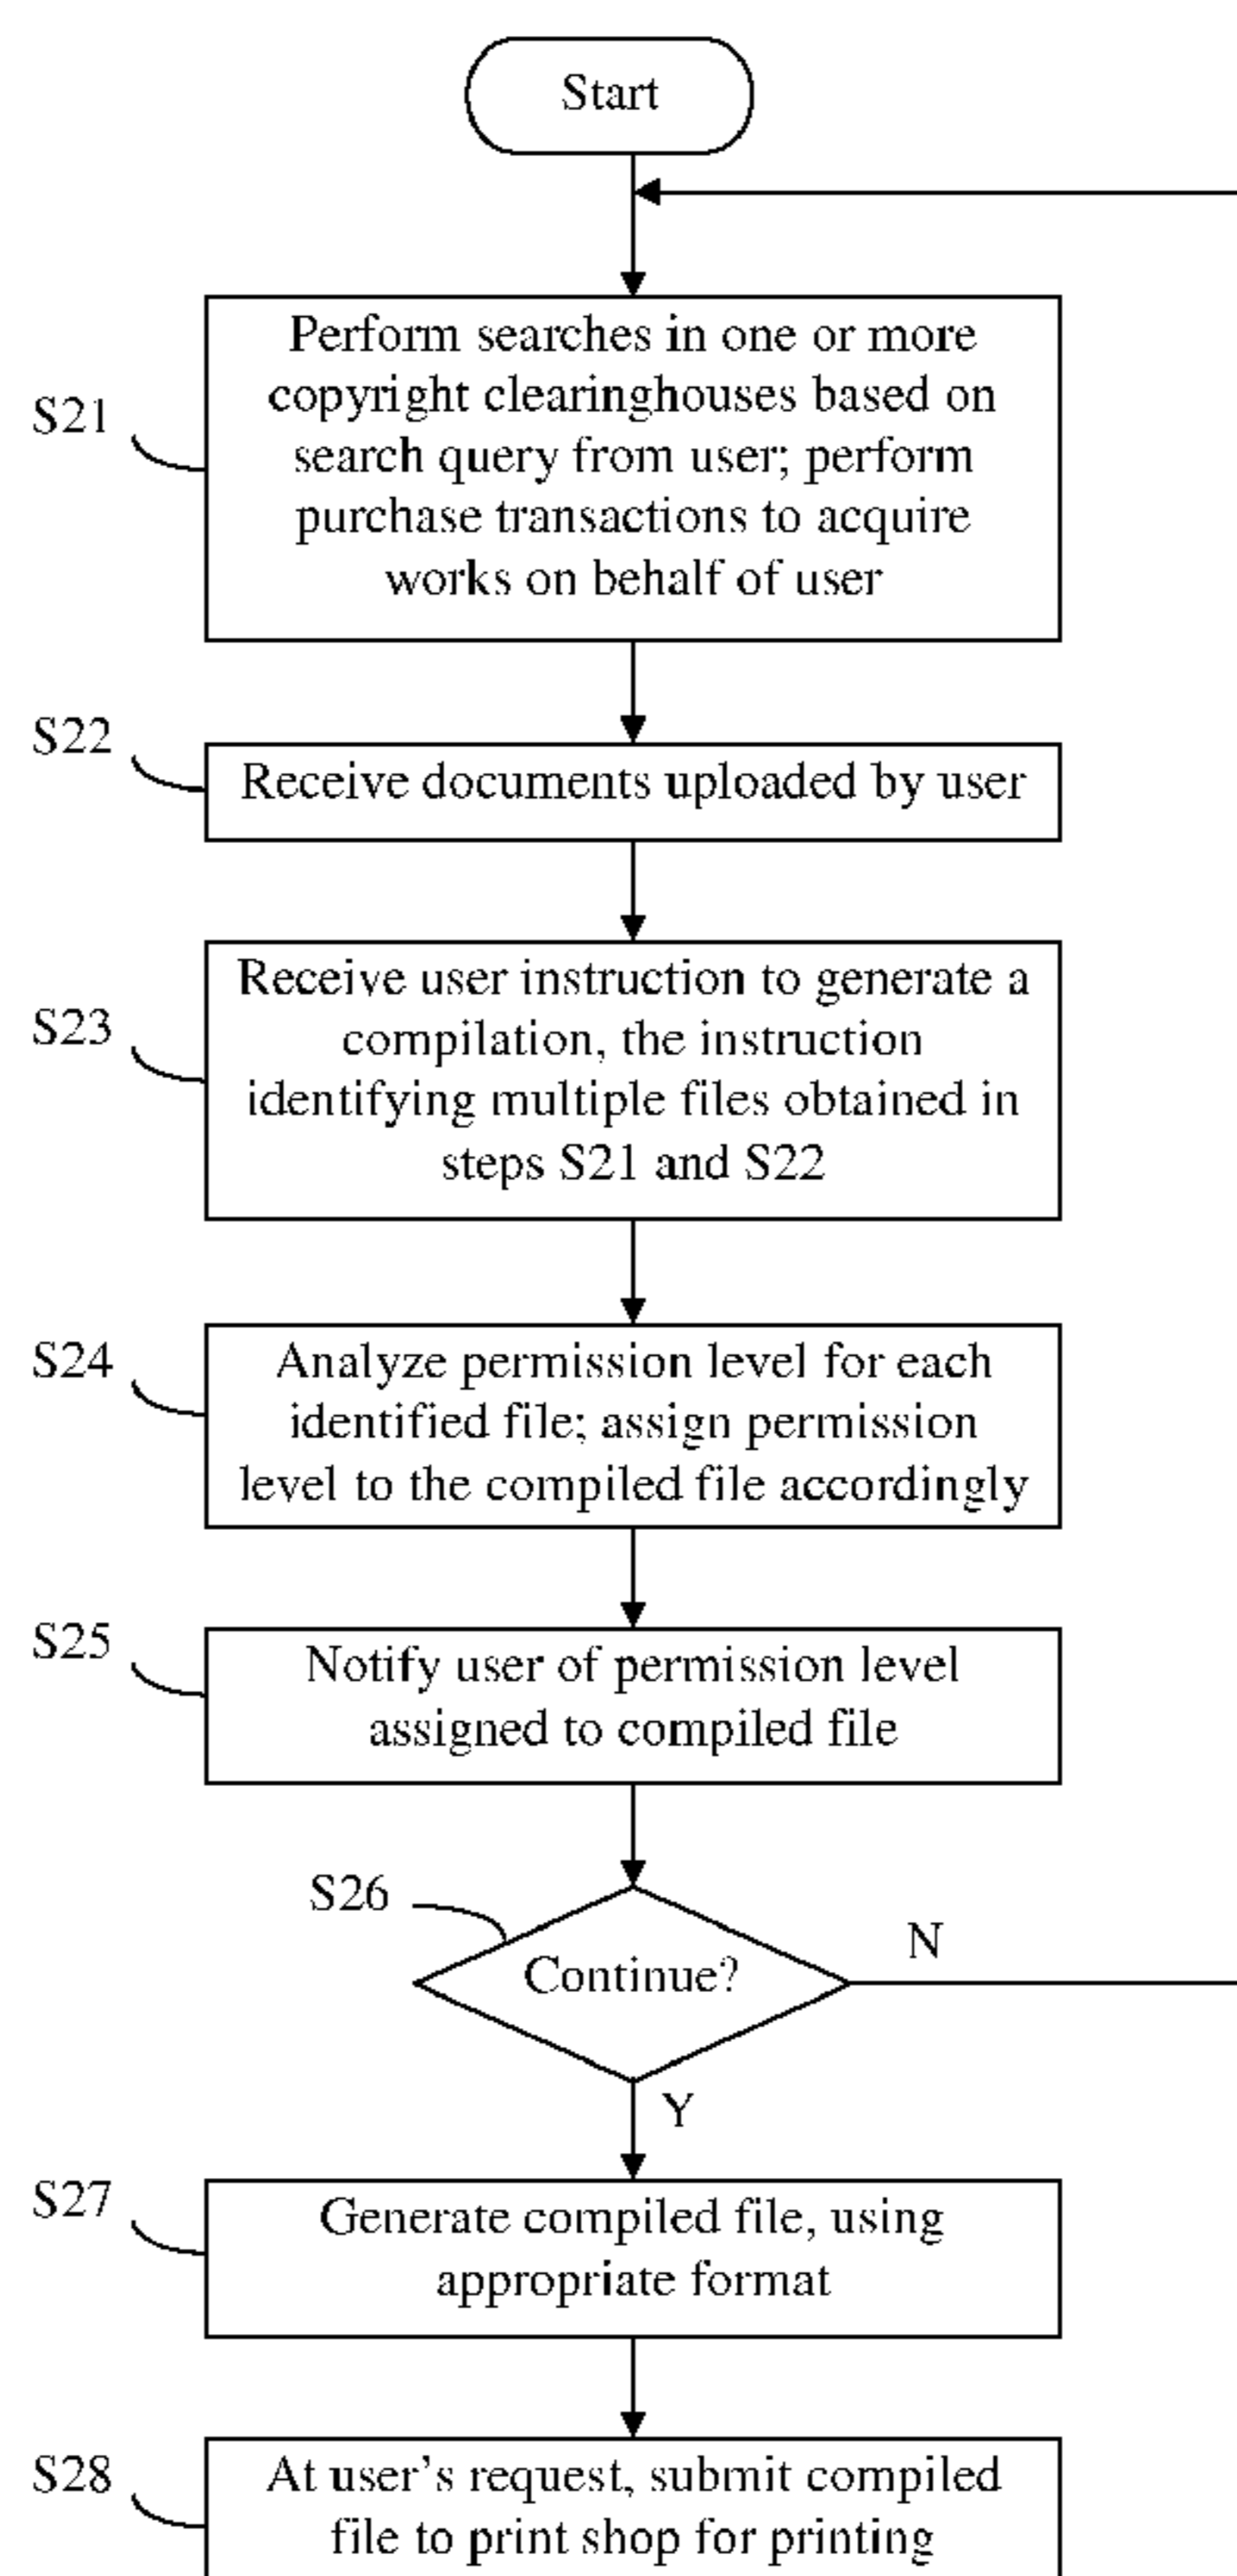 Start
S21
Perform searches in one or more
copyright clearinghouses based on
search query from user; perform
purchase transactions to acquire
works on behalf of user
S22
Receive documents uploaded by user
S23
Receive user instruction to generate a
compilation, the instruction
identifying multiple files obtained in
steps S21 and S22
S24
Analyze permission level for each
identified file; assign permission
level to the compiled file accordingly
S25
Notify user of permission level
assigned to compiled file
S26
Continue?
N
Y
S27
Generate compiled file, using
appropriate format
S28
At user's request, submit compiled
file to print shop for printing